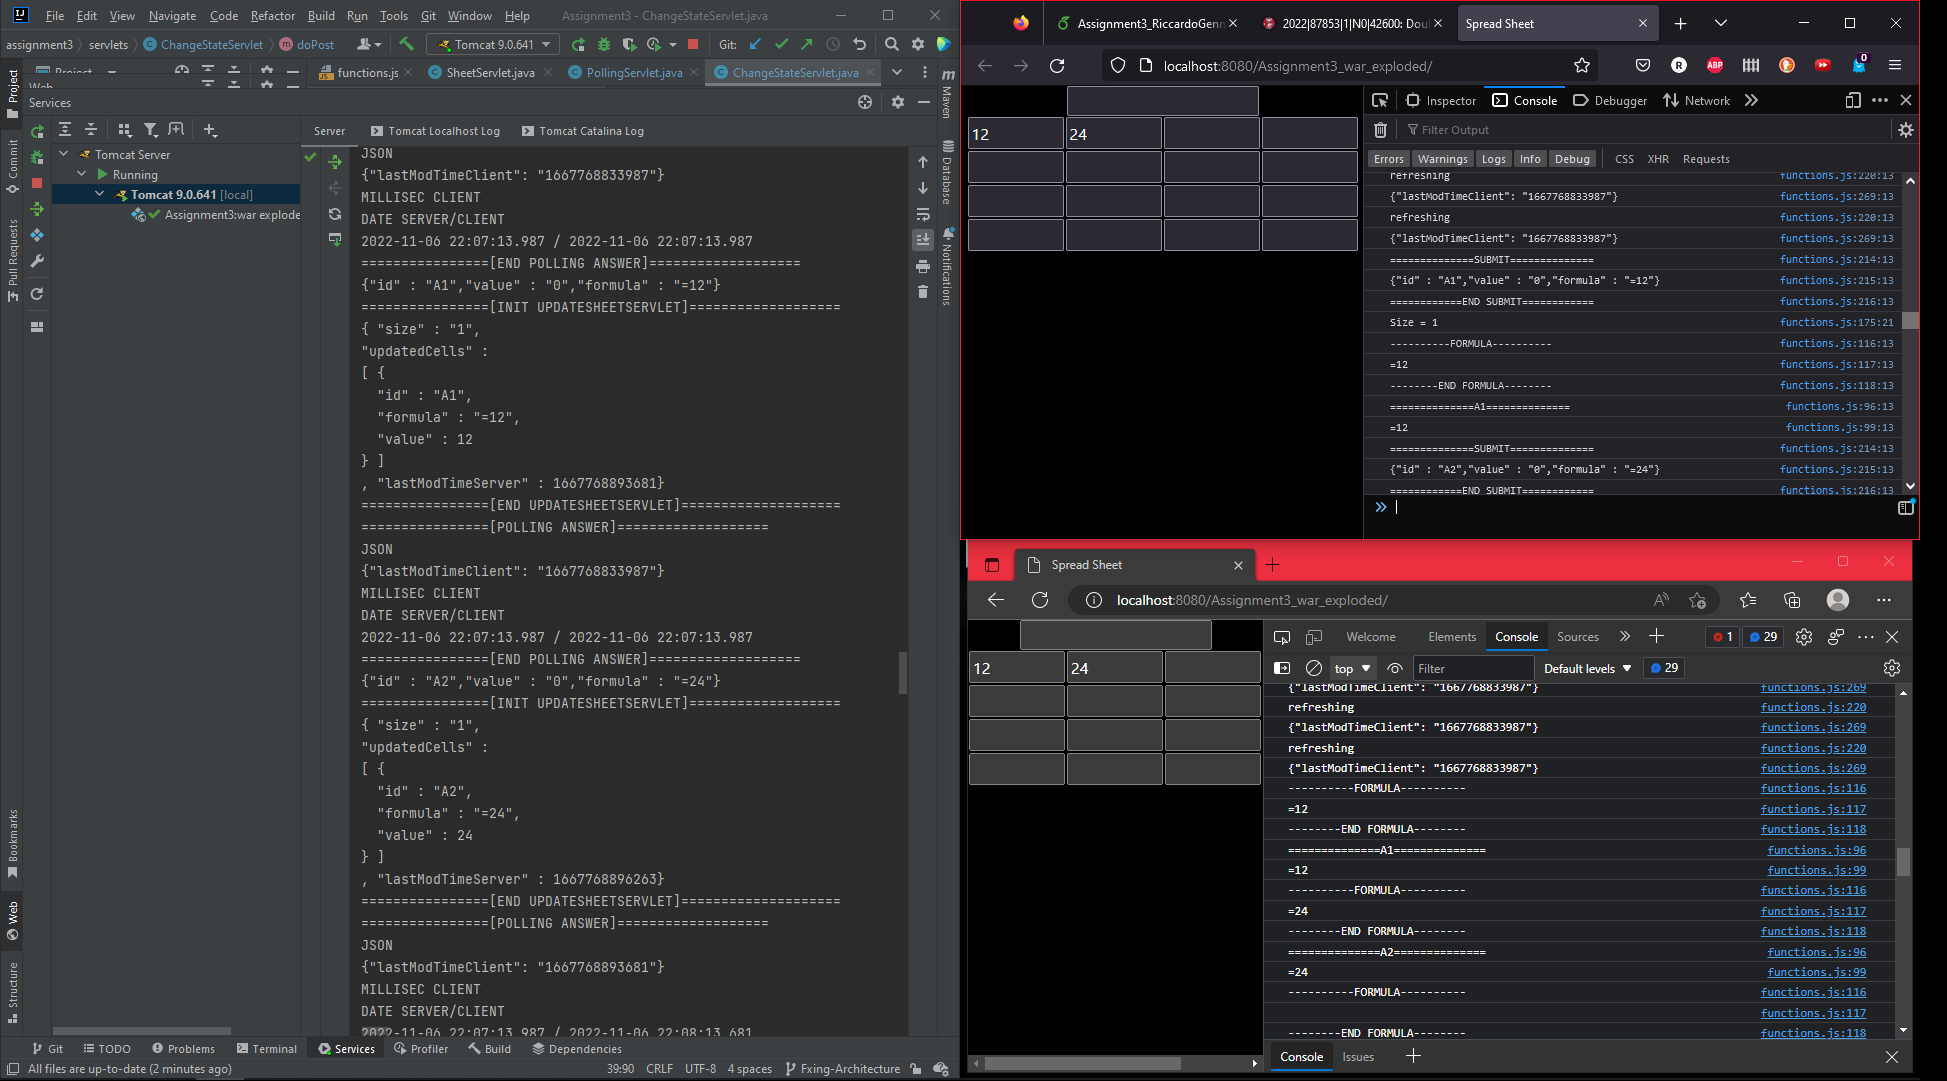 File Edit View Navigate Code Refactor Build Run Tools Git Window Help Assignment3 - ChangeStateServlet.java
assignment3 servlets ChangeStateServlet doPost Tomcat 9.0.641 Git:
Project functions.js SheetServlet.java PollingServlet.java ChangeStateServlet.java
Services
Server Tomcat Localhost Log Tomcat Catalina Log
Tomcat Server
Running
Tomcat 9.0.641 [local]
Assignment3:war explode
Project
Commit
Pull Requests
Bookmarks
Web
Structure
JSON
{"lastModTimeClient": "1667768833987"}
MILLISEC CLIENT
DATE SERVER/CLIENT
2022-11-06 22:07:13.987 / 2022-11-06 22:07:13.987
================[END POLLING ANSWER]===================
{"id" : "A1","value" : "0","formula" : "=12"}
================[INIT UPDATESHEETSERVLET]===================
{ "size" : "1",
"updatedCells" :
[ {
"id" : "A1",
"formula" : "=12",
"value" : 12
} ]
, "lastModTimeServer" : 1667768893681}
================[END UPDATESHEETSERVLET]====================
================[POLLING ANSWER]===================
JSON
{"lastModTimeClient": "1667768833987"}
MILLISEC CLIENT
DATE SERVER/CLIENT
2022-11-06 22:07:13.987 / 2022-11-06 22:07:13.987
================[END POLLING ANSWER]===================
{"id" : "A2","value" : "0","formula" : "=24"}
================[INIT UPDATESHEETSERVLET]===================
{ "size" : "1",
"updatedCells" :
[ {
"id" : "A2",
"formula" : "=24",
"value" : 24
} ]
, "lastModTimeServer" : 1667768896263}
================[END UPDATESHEETSERVLET]====================
================[POLLING ANSWER]===================
JSON
{"lastModTimeClient": "1667768893681"}
MILLISEC CLIENT
DATE SERVER/CLIENT
2022-11-06 22:07:13.987 / 2022-11-06 22:08:13.681
Maven
Database
Notifications
Git TODO Problems Terminal Services Profiler Build Dependencies
All files are up-to-date (2 minutes ago) 39:90 CRLF UTF-8 4 spaces Fxing-Architecture
Assignment3_RiccardoGenn 2022|87853|1|N0|42600: Dou Spread Sheet
localhost:8080/Assignment3_war_exploded/
12 24
Inspector Console Debugger Network
Filter Output
Errors Warnings Logs Info Debug CSS XHR Requests
refreshing functions.js:220:13
{"lastModTimeClient": "1667768833987"} functions.js:269:13
refreshing functions.js:220:13
{"lastModTimeClient": "1667768833987"} functions.js:269:13
==============SUBMIT============== functions.js:214:13
{"id" : "A1","value" : "0","formula" : "=12"} functions.js:215:13
============END SUBMIT============ functions.js:216:13
Size = 1 functions.js:175:21
----------FORMULA---------- functions.js:116:13
=12 functions.js:117:13
--------END FORMULA-------- functions.js:118:13
==============A1============== functions.js:96:13
=12 functions.js:99:13
==============SUBMIT============== functions.js:214:13
{"id" : "A2","value" : "0","formula" : "=24"} functions.js:215:13
============END SUBMIT============ functions.js:216:13
Spread Sheet
localhost:8080/Assignment3_war_exploded/
12 24
Welcome Elements Console Sources 1 29
top Filter Default levels 29
{"lastModTimeClient": "1667768833987"} functions.js:269
refreshing functions.js:220
{"lastModTimeClient": "1667768833987"} functions.js:269
refreshing functions.js:220
{"lastModTimeClient": "1667768833987"} functions.js:269
----------FORMULA---------- functions.js:116
=12 functions.js:117
--------END FORMULA-------- functions.js:118
==============A1============== functions.js:96
=12 functions.js:99
----------FORMULA---------- functions.js:116
=24 functions.js:117
--------END FORMULA-------- functions.js:118
==============A2============== functions.js:96
=24 functions.js:99
----------FORMULA---------- functions.js:116
functions.js:117
--------END FORMULA-------- functions.js:118
Console Issues